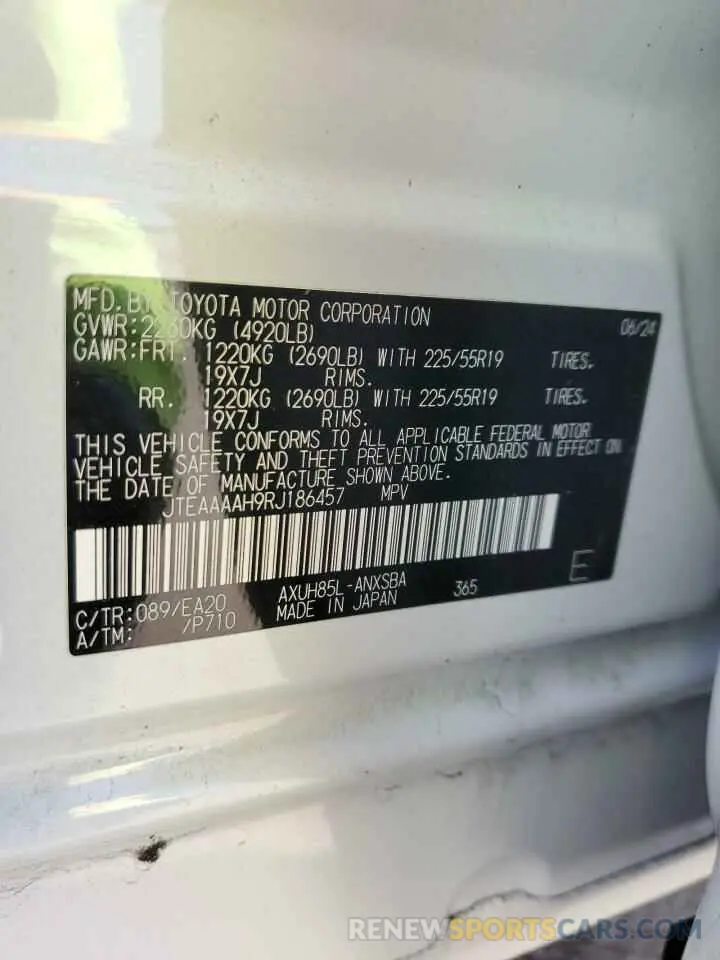 MFD. BY TOYOTA MOTOR CORPORATION 06/24
GVWR: 2230KG (4920LB)
GAWR: FRT. 1220KG (2690LB) WITH 225/55R19 TIRES.
19X7J RIMS.
RR. 1220KG (2690LB) WITH 225/55R19 TIRES.
19X7J RIMS.
THIS VEHICLE CONFORMS TO ALL APPLICABLE FEDERAL MOTOR
VEHICLE SAFETY AND THEFT PREVENTION STANDARDS IN EFFECT ON
THE DATE OF MANUFACTURE SHOWN ABOVE.
JTEAAAAH9RJ186457 MPV
E
C/TR: 089/EA20 AXUH85L-ANXSBA 365
A/TM: /P710 MADE IN JAPAN
RENEWSPORTSCARS.COM